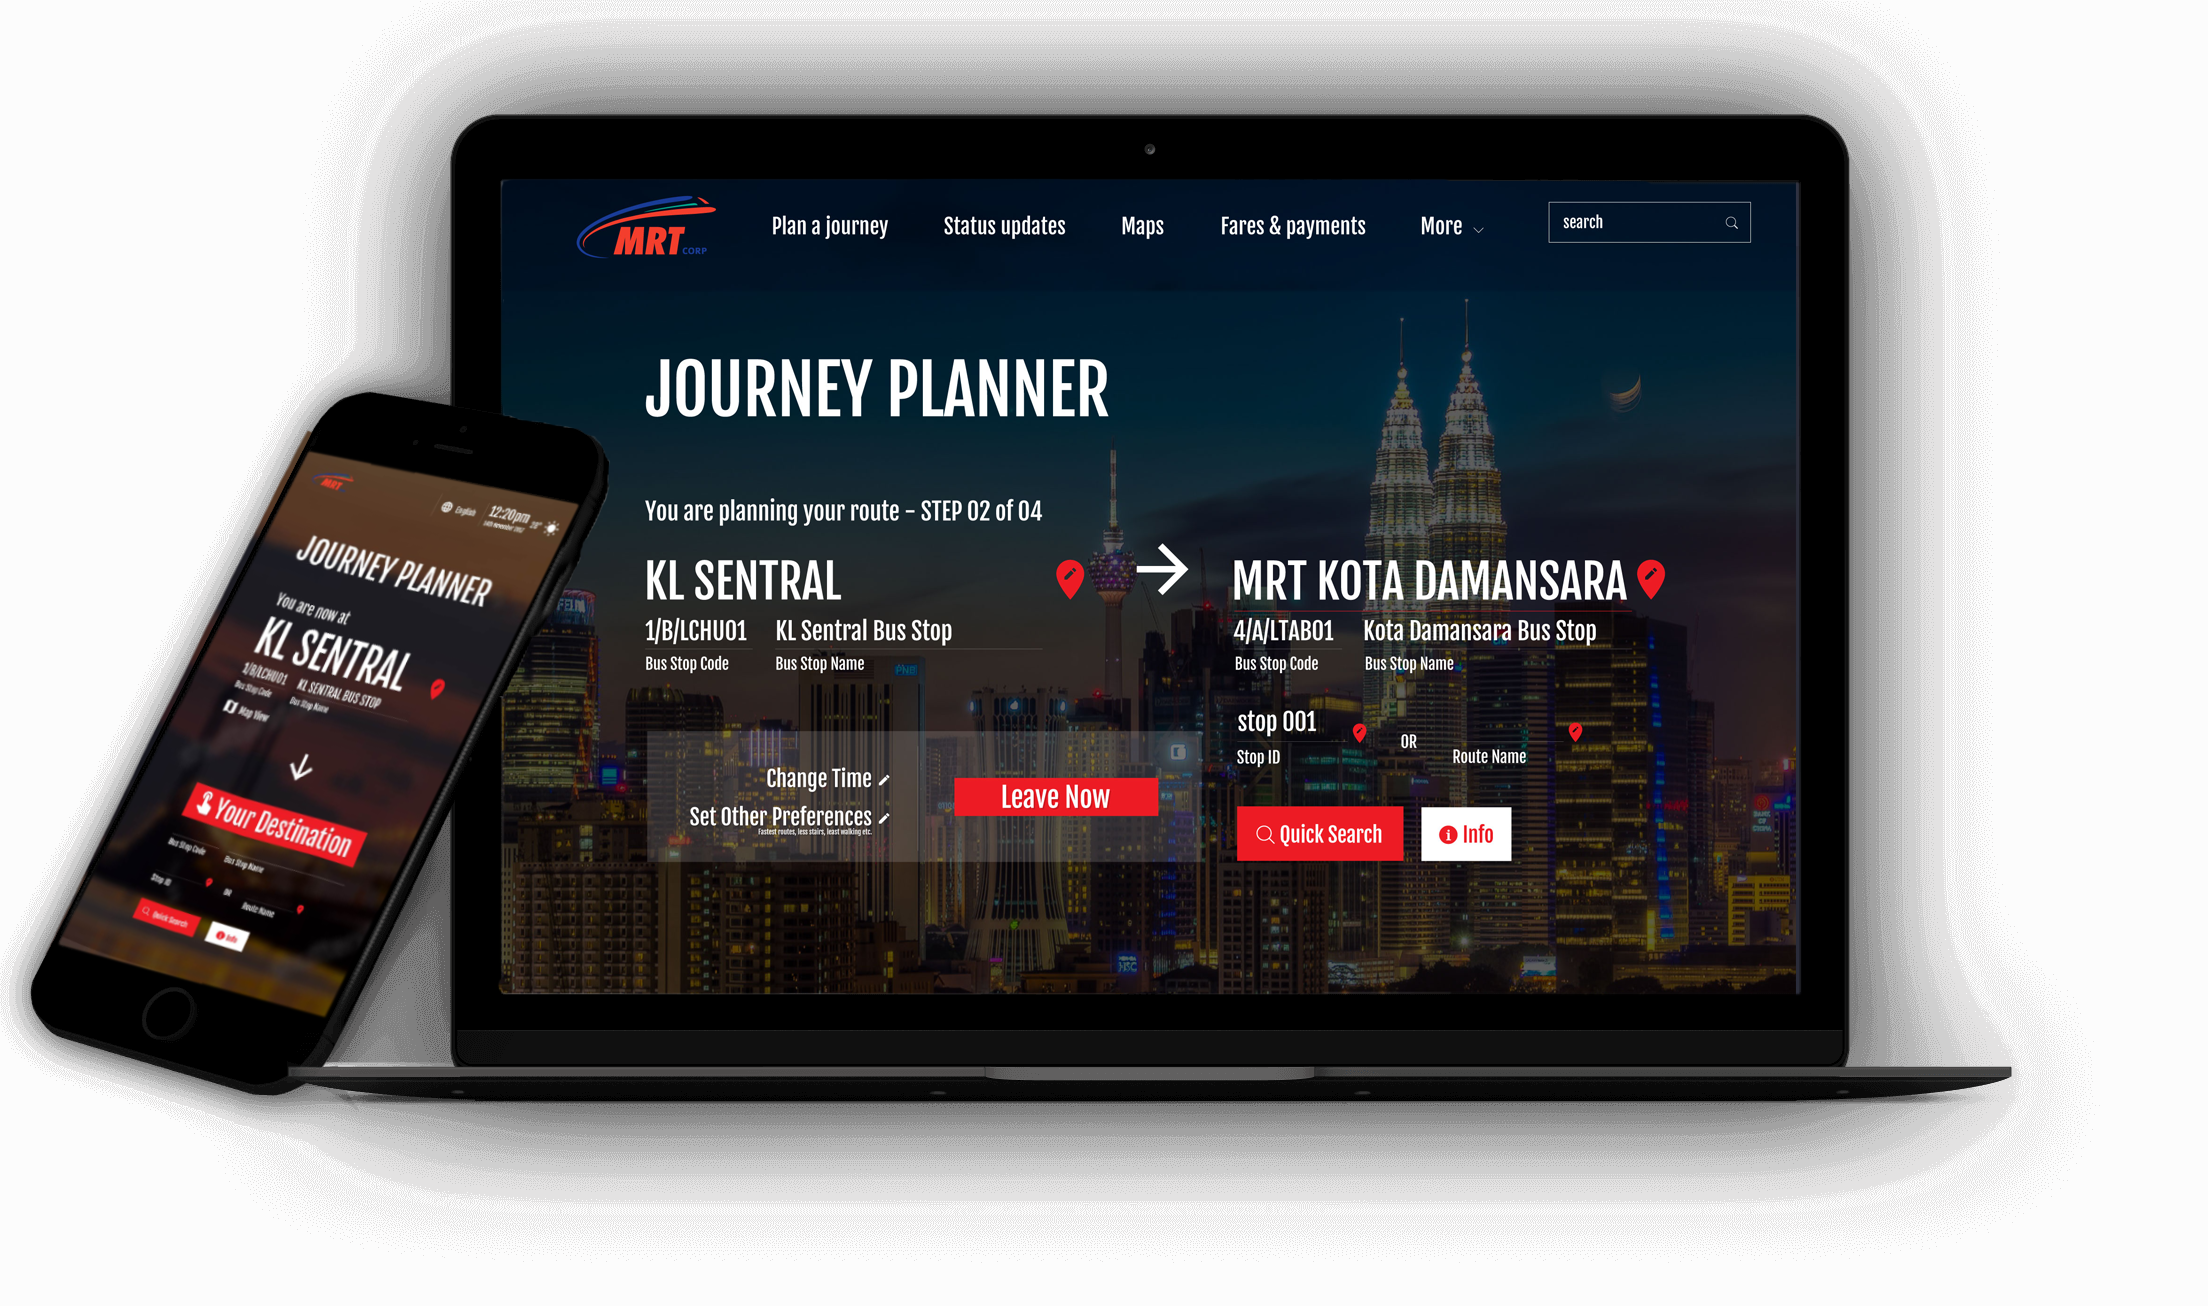 MRT CORP
Plan a journey
Status updates
Maps
Fares & payments
More
search
JOURNEY PLANNER
You are planning your route - STEP 02 of 04
KL SENTRAL
1/B/LCHU01 KL Sentral Bus Stop
Bus Stop Code Bus Stop Name
MRT KOTA DAMANSARA
4/A/LTAB01 Kota Damansara Bus Stop
Bus Stop Code Bus Stop Name
stop 001
Stop ID
OR
Route Name
Change Time
Set Other Preferences
Fastest routes, less stairs, least walking etc.
Leave Now
Quick Search
Info
MRT
English
12:20pm
JOURNEY PLANNER
You are now at
KL SENTRAL
1/B/LCHU01 KL SENTRAL BUS STOP
Bus Stop Code Bus Stop Name
Map View
Your Destination
Bus Stop Code Bus Stop Name
Stop ID
OR
Route Name
Quick Search
Info